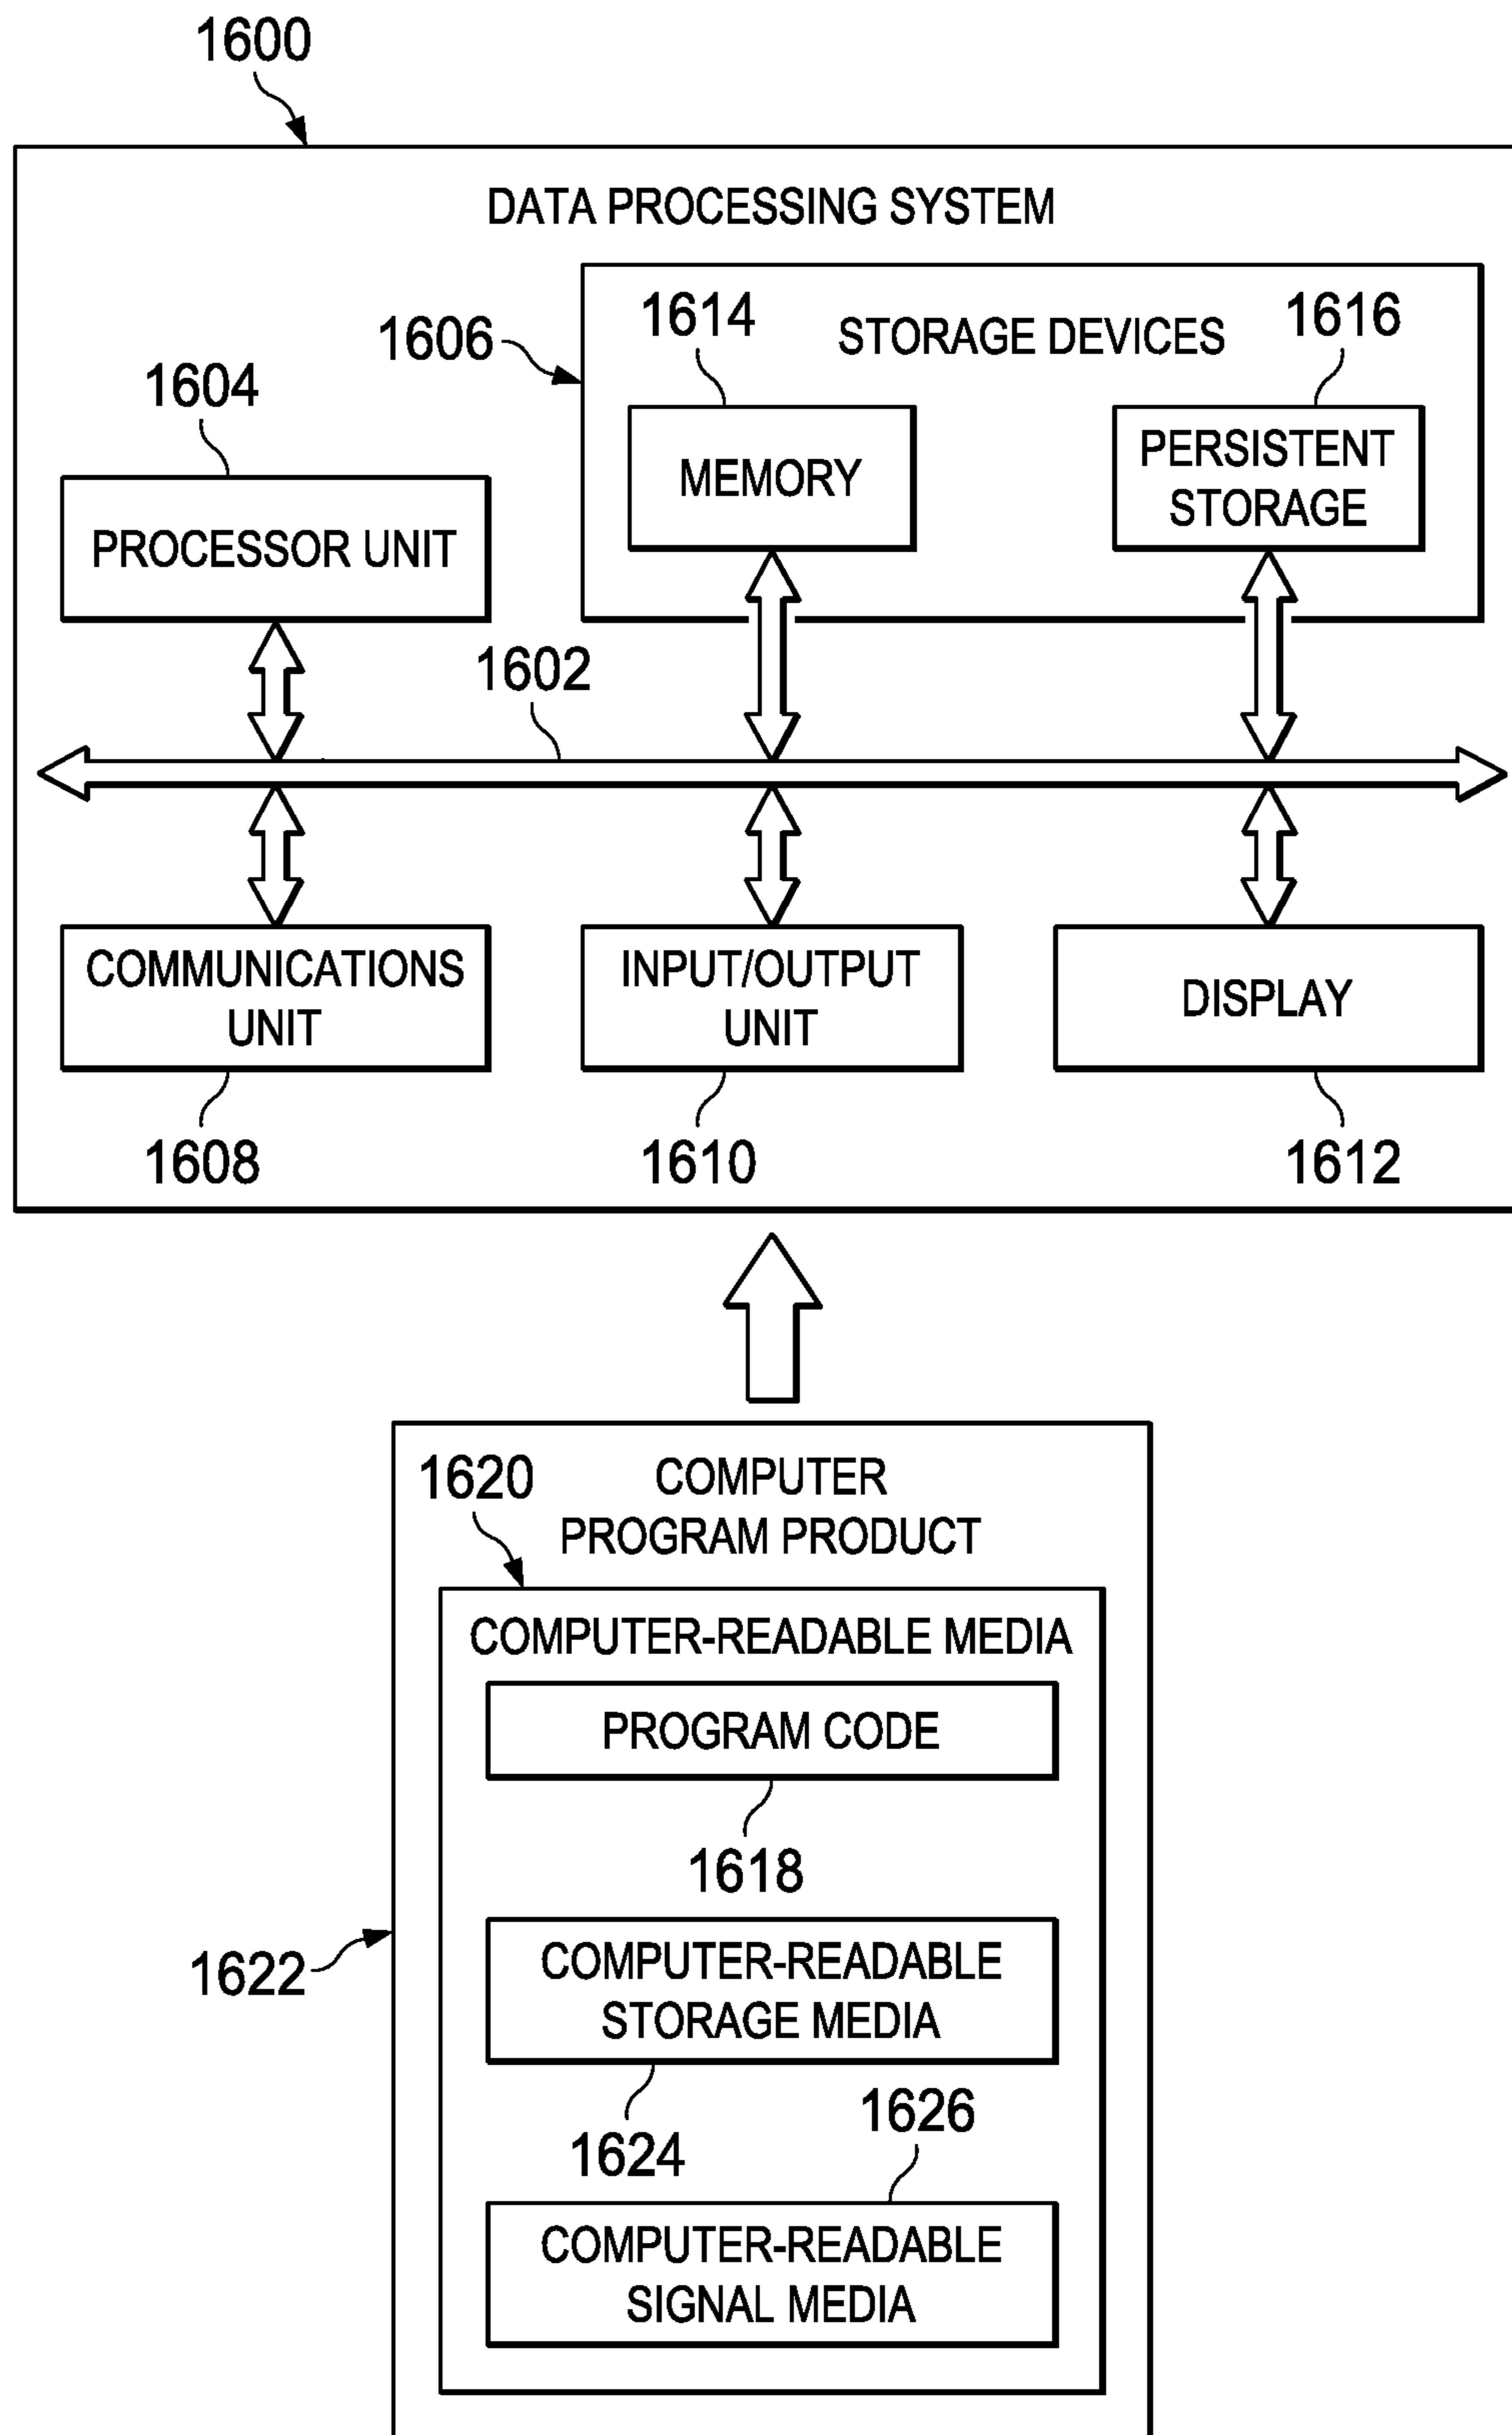 1600
DATA PROCESSING SYSTEM
1606
1614
STORAGE DEVICES
1616
1604
MEMORY
PERSISTENT
STORAGE
PROCESSOR UNIT
1602
COMMUNICATIONS
UNIT
INPUT/OUTPUT
UNIT
DISPLAY
1608
1610
1612
1620
COMPUTER
PROGRAM PRODUCT
COMPUTER-READABLE MEDIA
PROGRAM CODE
1618
1622
COMPUTER-READABLE
STORAGE MEDIA
1624
1626
COMPUTER-READABLE
SIGNAL MEDIA